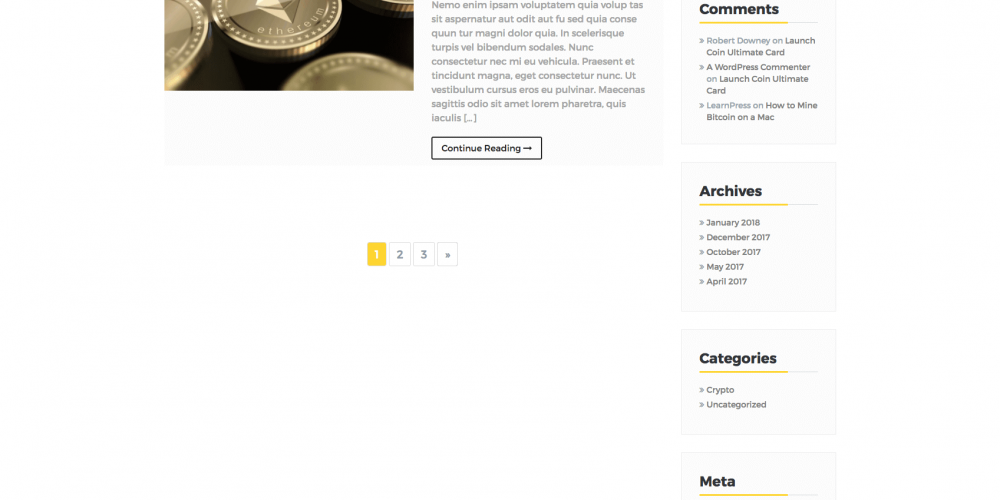 ethereum
Nemo enim ipsam voluptatem quia volup tas
sit aspernatur aut odit aut fu sed quia conse
quun tur magni dolor quia. In scelerisque
turpis vel bibendum sodales. Nunc
consectetur nec mi eu vehicula. Praesent et
tincidunt magna, eget consectetur nunc. Ut
vestibulum cursus eros eu pulvinar. Maecenas
sagittis odio sit amet lorem pharetra, quis
iaculis [...]
Continue Reading →
1 2 3 »
Comments
» Robert Downey on Launch
Coin Ultimate Card
» A WordPress Commenter
on Launch Coin Ultimate
Card
» LearnPress on How to Mine
Bitcoin on a Mac
Archives
» January 2018
» December 2017
» October 2017
» May 2017
» April 2017
Categories
» Crypto
» Uncategorized
Meta